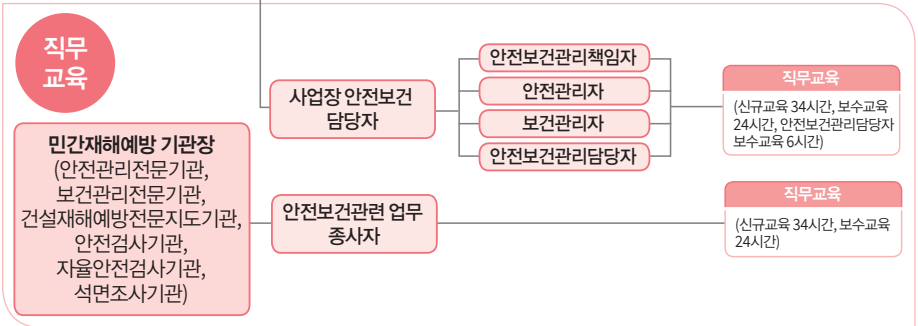 직무
교육
민간재해예방 기관장
(안전관리전문기관,
보건관리전문기관,
건설재해예방전문지도기관,
안전검사기관,
자율안전검사기관,
석면조사기관)
사업장 안전보건
담당자
안전보건관리책임자
안전관리자
보건관리자
안전보건관리담당자
직무교육
(신규교육 34시간, 보수교육
24시간, 안전보건관리담당자
보수교육 6시간)
안전보건관련 업무
종사자
직무교육
(신규교육 34시간, 보수교육
24시간)